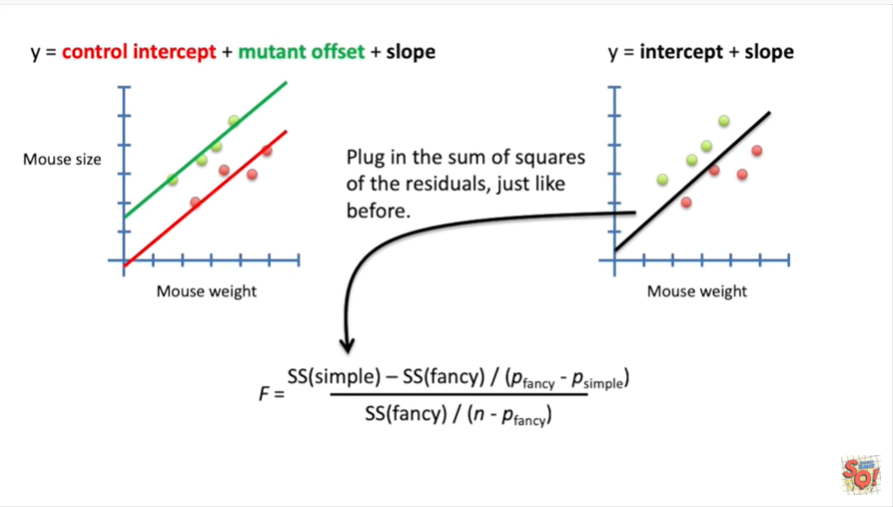 y = control intercept + mutant offset + slope
y = intercept + slope
Mouse size
Plug in the sum of squares
of the residuals, just like
before.
Mouse weight
Mouse weight
SS(simple) – SS(fancy) / (pfancy - psimple)
F =
SS(fancy) / (n - pfancy)
SO!